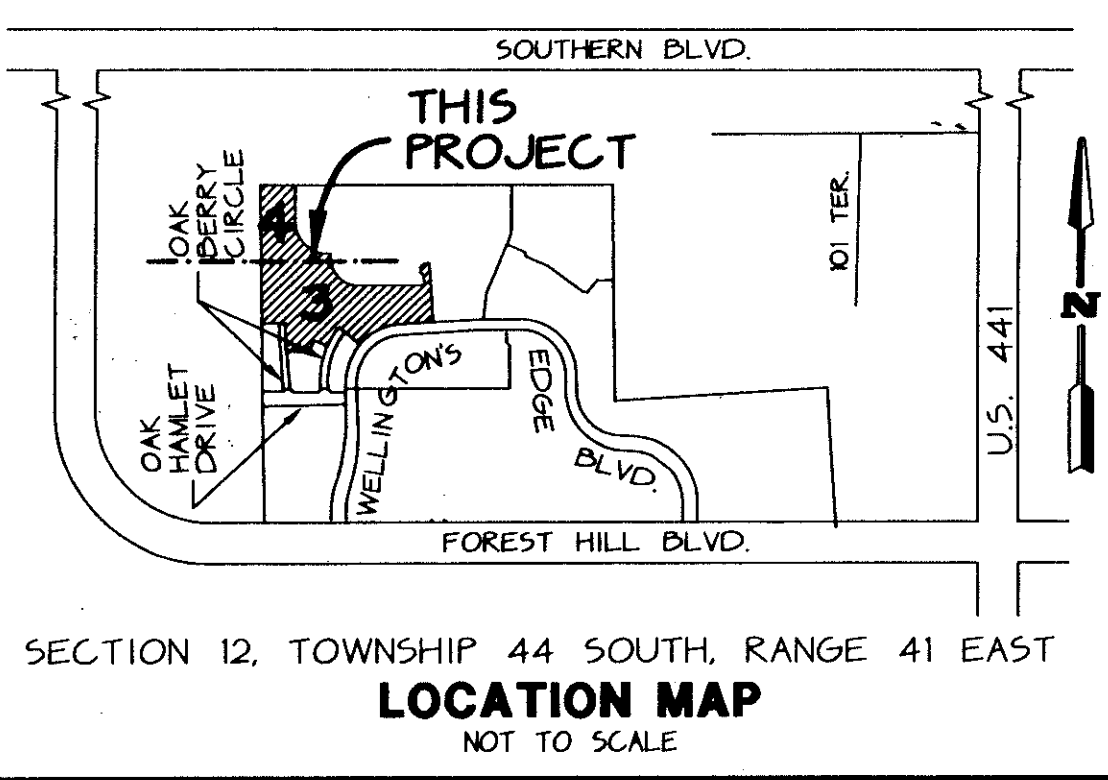 SOUTHERN BLVD.
THIS
PROJECT
OAK
BERRY
CIRCLE
4
3
101 TER.
N
U.S. 441
OAK
HAMLET
DRIVE
WELLINGTON'S
EDGE
BLVD.
FOREST HILL BLVD.
SECTION 12, TOWNSHIP 44 SOUTH, RANGE 41 EAST
LOCATION MAP
NOT TO SCALE